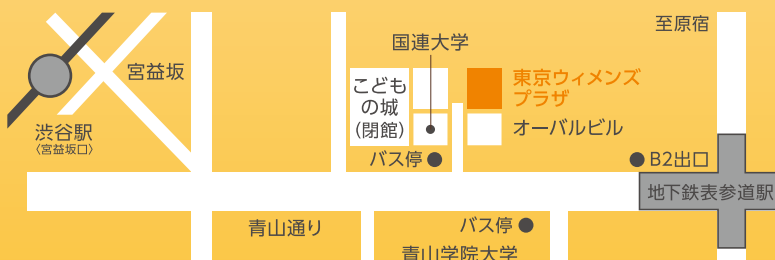 至原宿
国連大学
宮益坂
こども
の城
(閉館)
東京ウィメンズ
プラザ
渋谷駅
〈宮益坂口〉
オーバルビル
バス停
B2出口
地下鉄表参道駅
青山通り
バス停
青山学院大学